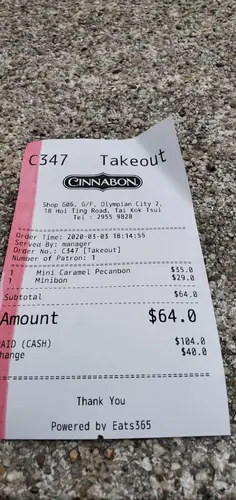 C347 Takeout
CINNABON
Shop G06, G/F, Olympian City 2,
18 Hoi Ting Road, Tai Kok Tsui
Tel : 2955 9828
Order Time: 2020-03-03 18:14:55
Served By: manager
Order No.: C347 [Takeout]
Number of Patron: 1
1 Mini Caramel Pecanbon $35.0
1 Minibon $29.0
Subtotal $64.0
Amount $64.0
PAID (CASH) $104.0
hange $40.0
Thank You
Powered by Eats365